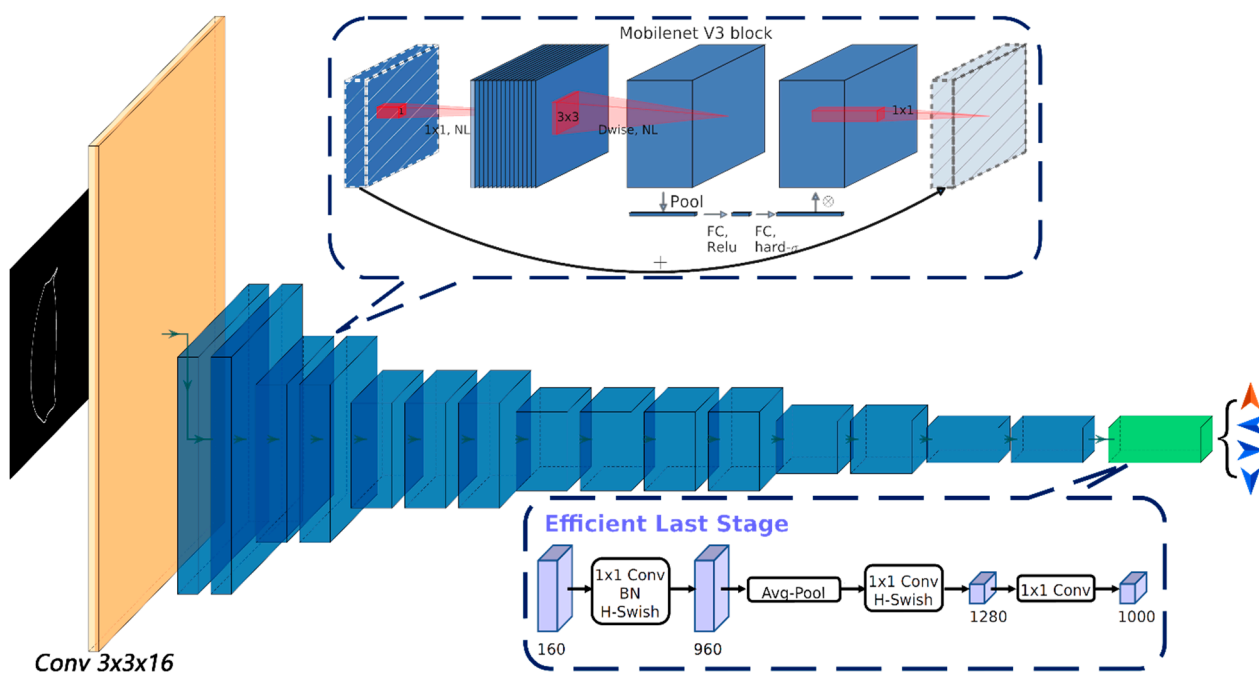 Mobilenet V3 block
1
1x1, NL
3x3
Dwise, NL
1x1
Pool
⊗
FC,
Relu
FC,
hard-σ
+
Efficient Last Stage
1x1 Conv
BN
H-Swish
Avg-Pool
1x1 Conv
H-Swish
1x1 Conv
160
960
1280
1000
Conv 3x3x16